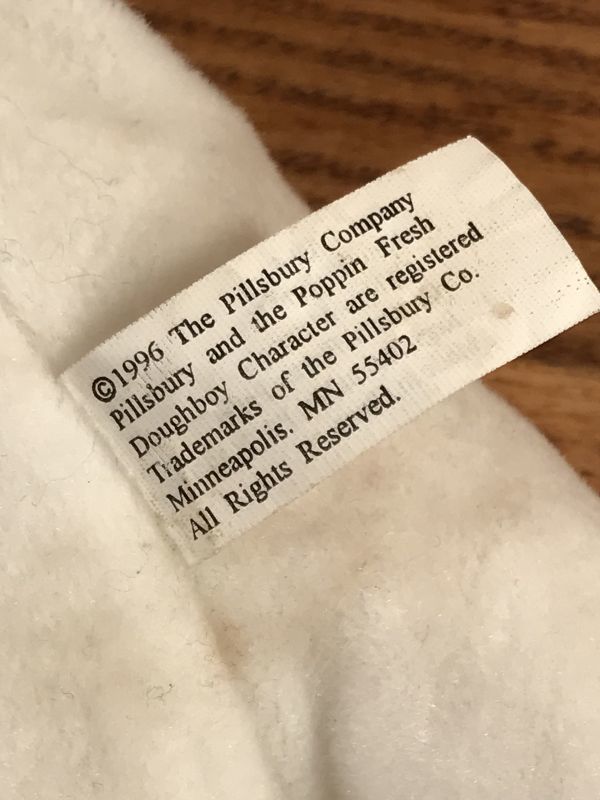 ©1996 The Pillsbury Company
Pillsbury and the Poppin Fresh
Doughboy Character are registered
Trademarks of the Pillsbury Co.
Minneapolis. MN 55402
All Rights Reserved.